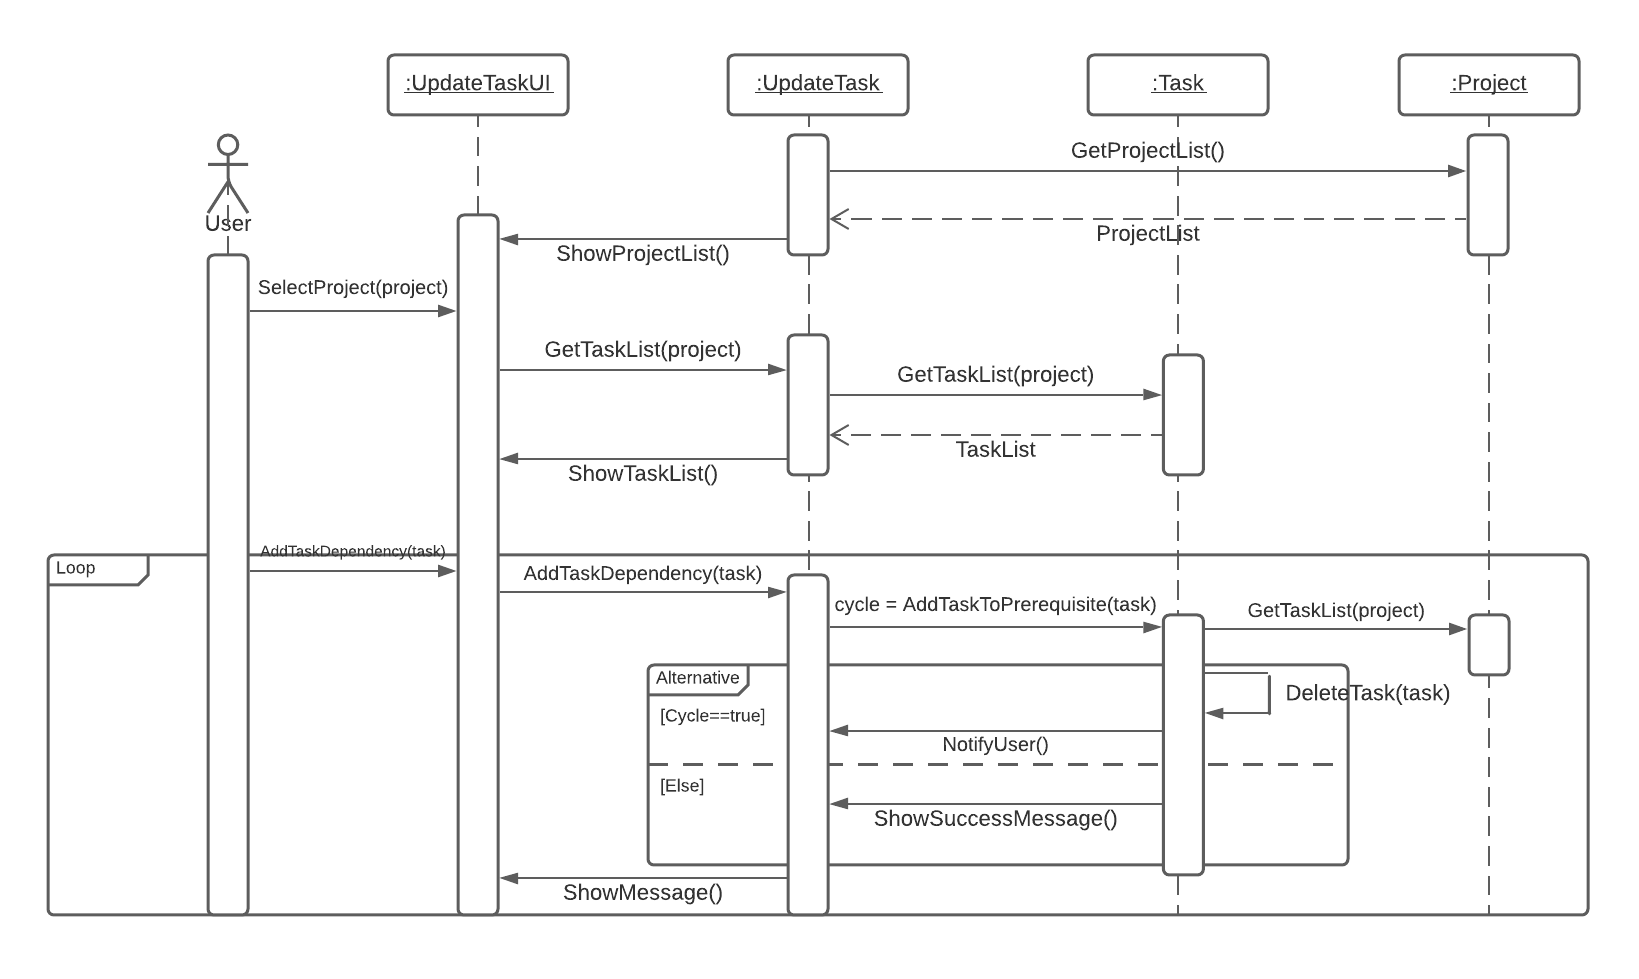 :UpdateTaskUI
:UpdateTask
:Task
:Project
User
GetProjectList()
ProjectList
ShowProjectList()
SelectProject(project)
GetTaskList(project)
GetTaskList(project)
TaskList
ShowTaskList()
Loop
AddTaskDependency(task)
AddTaskDependency(task)
cycle = AddTaskToPrerequisite(task)
GetTaskList(project)
Alternative
DeleteTask(task)
[Cycle==true]
NotifyUser()
[Else]
ShowSuccessMessage()
ShowMessage()